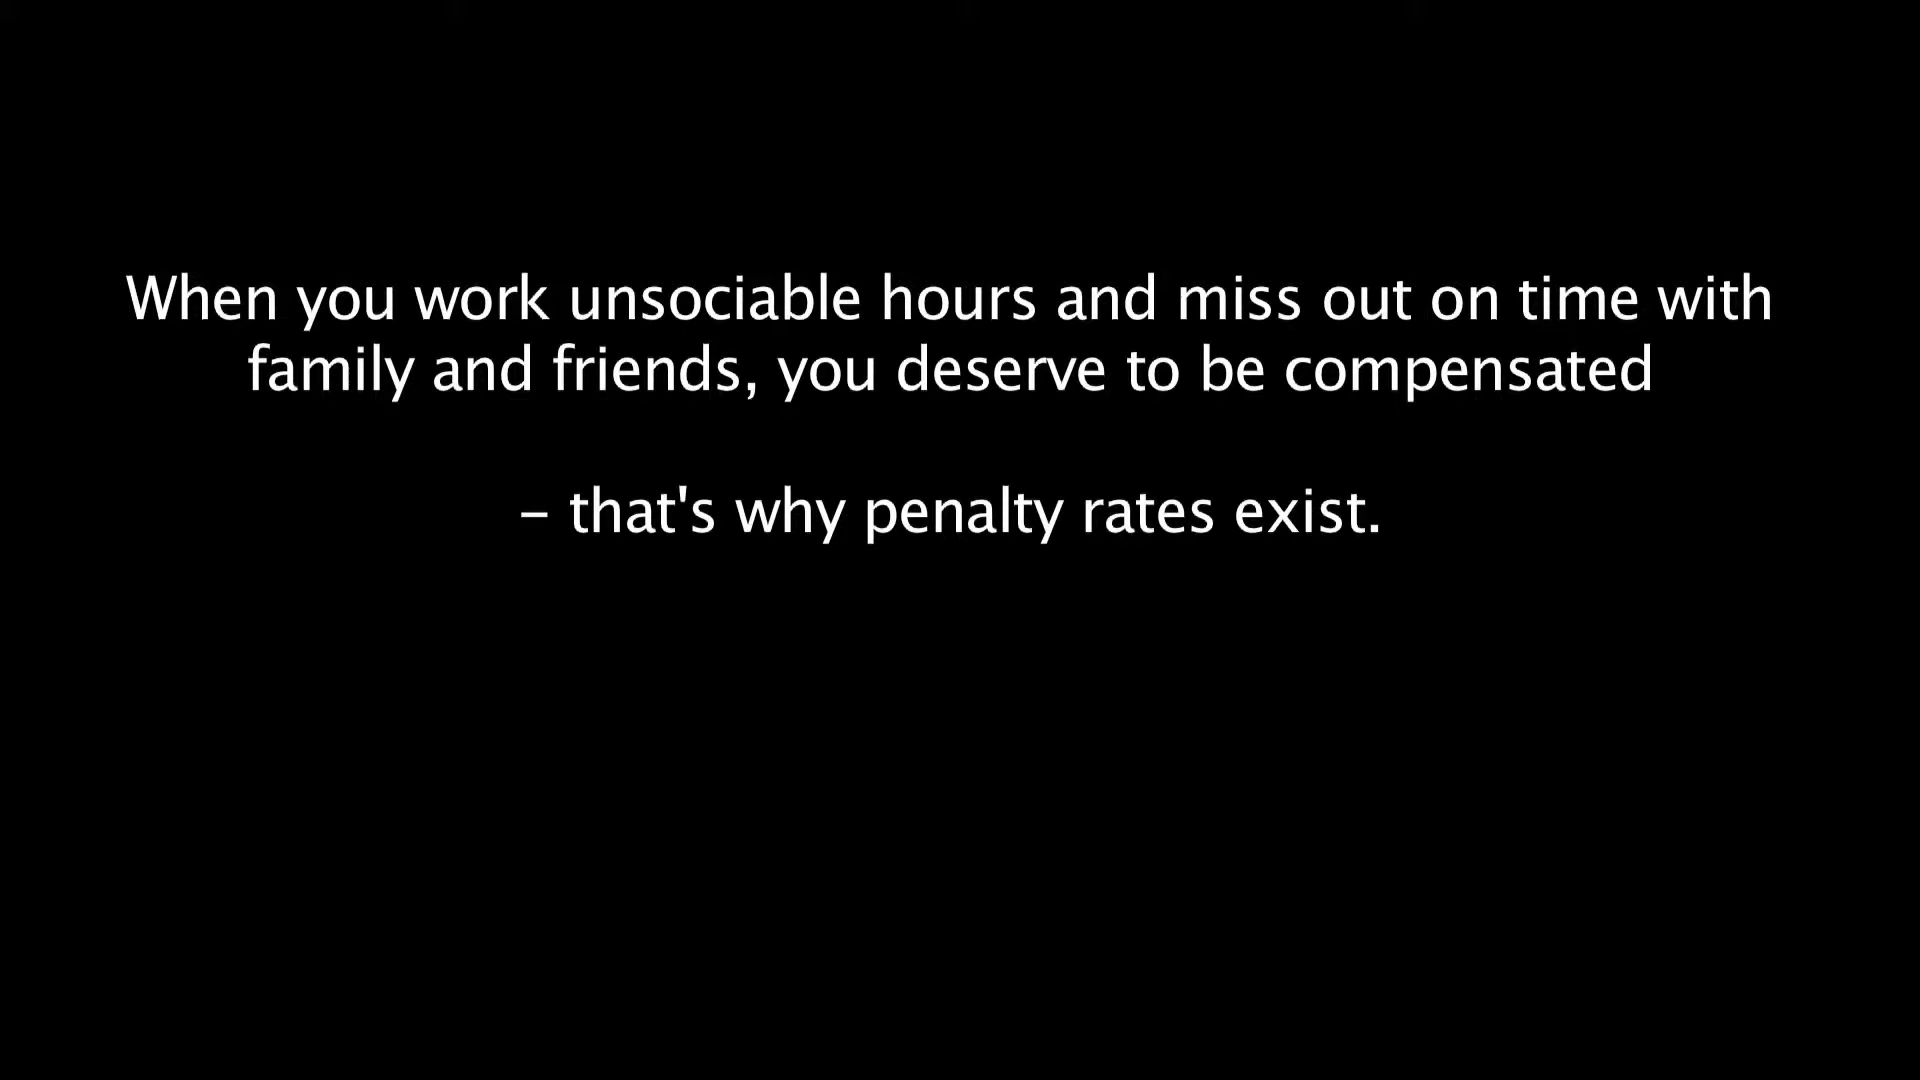 When you work unsociable hours and miss out on time with
family and friends, you deserve to be compensated
– that's why penalty rates exist.